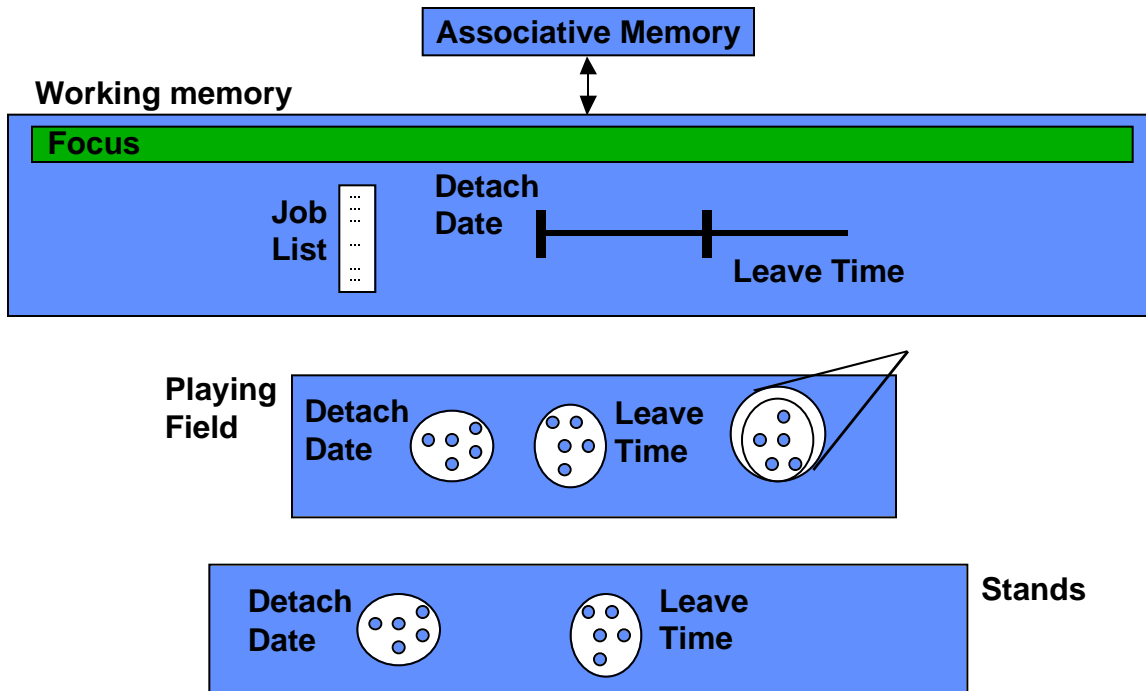 Associative Memory
Working memory
Focus
Job
List
...
...
...
...
...
...
Detach
Date
Leave Time
Playing
Field
Detach
Date
Leave
Time
Stands
Detach
Date
Leave
Time